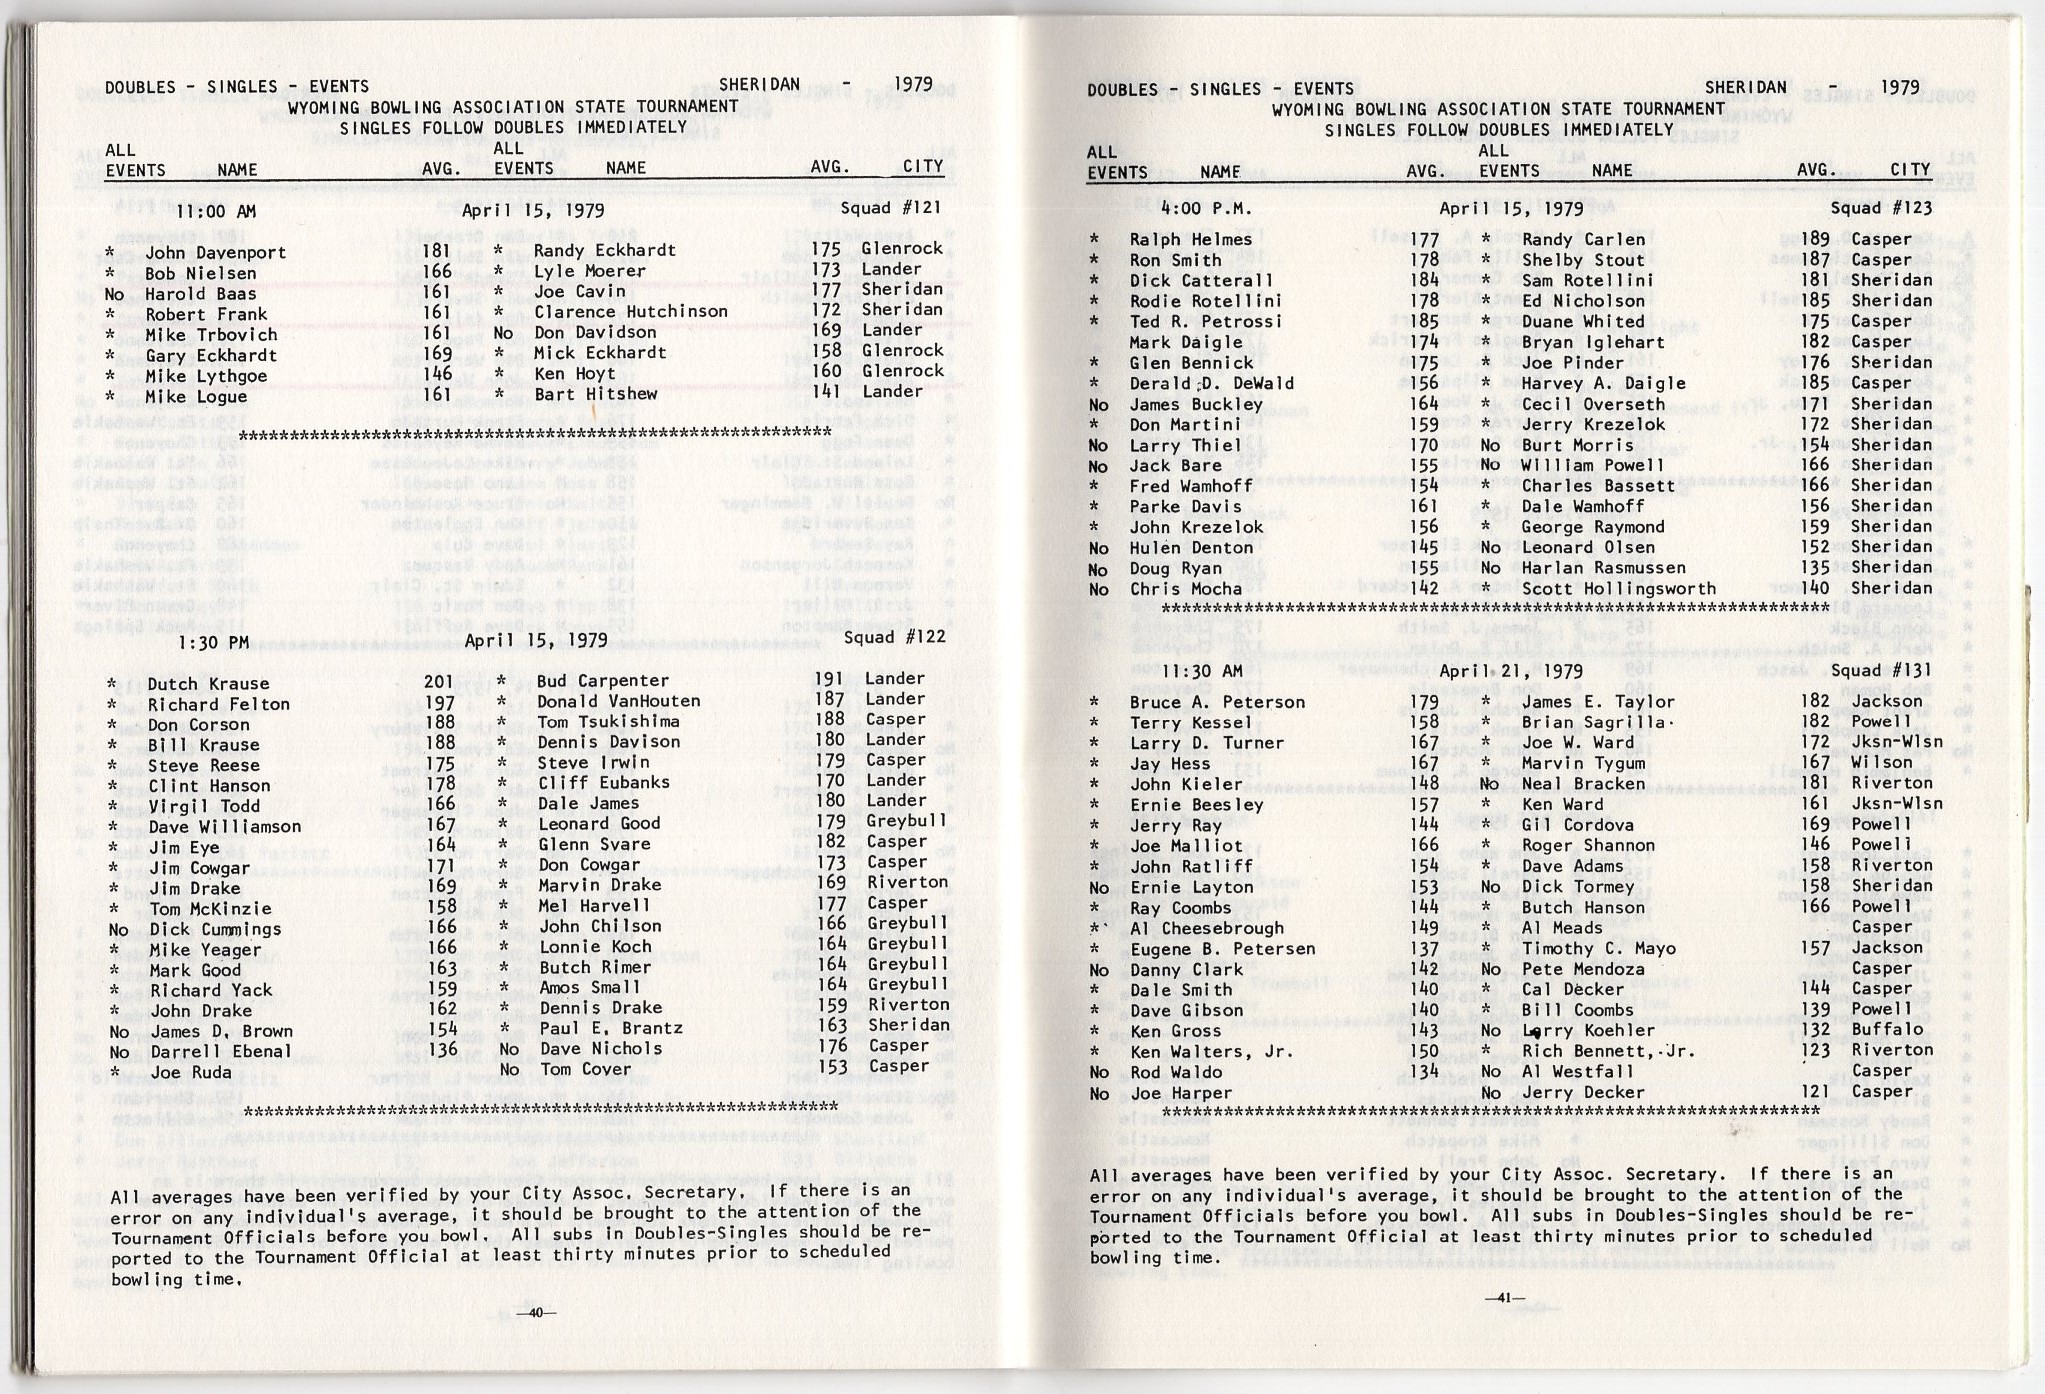 DOUBLES - SINGLES - EVENTS SHERIDAN - 1979
WYOMING BOWLING ASSOCIATION STATE TOURNAMENT
SINGLES FOLLOW DOUBLES IMMEDIATELY
ALL ALL
EVENTS NAME AVG. EVENTS NAME AVG. CITY
11:00 AM April 15, 1979 Squad #121
* John Davenport 181 * Randy Eckhardt 175 Glenrock
* Bob Nielsen 166 * Lyle Moerer 173 Lander
No Harold Baas 161 * Joe Cavin 177 Sheridan
* Robert Frank 161 * Clarence Hutchinson 172 Sheridan
* Mike Trbovich 161 No Don Davidson 169 Lander
* Gary Eckhardt 169 * Mick Eckhardt 158 Glenrock
* Mike Lythgoe 146 * Ken Hoyt 160 Glenrock
* Mike Logue 161 * Bart Hitshew 141 Lander
**********************************************************
1:30 PM April 15, 1979 Squad #122
* Dutch Krause 201 * Bud Carpenter 191 Lander
* Richard Felton 197 * Donald VanHouten 187 Lander
* Don Corson 188 * Tom Tsukishima 188 Casper
* Bill Krause 188 * Dennis Davison 180 Lander
* Steve Reese 175 * Steve Irwin 179 Casper
* Clint Hanson 178 * Cliff Eubanks 170 Lander
* Virgil Todd 166 * Dale James 180 Lander
* Dave Williamson 167 * Leonard Good 179 Greybull
* Jim Eye 164 * Glenn Svare 182 Casper
* Jim Cowgar 171 * Don Cowgar 173 Casper
* Jim Drake 169 * Marvin Drake 169 Riverton
* Tom McKinzie 158 * Mel Harvell 177 Casper
No Dick Cummings 166 * John Chilson 166 Greybull
* Mike Yeager 166 * Lonnie Koch 164 Greybull
* Mark Good 163 * Butch Rimer 164 Greybull
* Richard Yack 159 * Amos Small 164 Greybull
* John Drake 162 Dennis Drake 159 Riverton
No James D. Brown 154 * Paul E. Brantz 163 Sheridan
No Darrell Ebenal 136 No Dave Nichols 176 Casper
* Joe Ruda No Tom Cover 153 Casper
**********************************************************
All averages have been verified by your City Assoc. Secretary. If there is an
error on any individual's average, it should be brought to the attention of the
Tournament Officials before you bowl. All subs in Doubles-Singles should be re-
ported to the Tournament Official at least thirty minutes prior to scheduled
bowling time.
—40—
DOUBLES - SINGLES - EVENTS SHERIDAN - 1979
WYOMING BOWLING ASSOCIATION STATE TOURNAMENT
SINGLES FOLLOW DOUBLES IMMEDIATELY
ALL ALL
EVENTS NAME AVG. EVENTS NAME AVG. CITY
4:00 P.M. April 15, 1979 Squad #123
* Ralph Helmes 177 * Randy Carlen 189 Casper
* Ron Smith 178 * Shelby Stout 187 Casper
* Dick Catterall 184 * Sam Rotellini 181 Sheridan
* Rodie Rotellini 178 * Ed Nicholson 185 Sheridan
* Ted R. Petrossi 185 * Duane Whited 175 Casper
Mark Daigle 174 * Bryan Iglehart 182 Casper
* Glen Bennick 175 * Joe Pinder 176 Sheridan
* Derald D. DeWald 156 * Harvey A. Daigle 185 Casper
No James Buckley 164 * Cecil Overseth 171 Sheridan
* Don Martini 159 * Jerry Krezelok 172 Sheridan
No Larry Thiel 170 No Burt Morris 154 Sheridan
No Jack Bare 155 No William Powell 166 Sheridan
* Fred Wamhoff 154 * Charles Bassett 166 Sheridan
* Parke Davis 161 * Dale Wamhoff 156 Sheridan
* John Krezelok 156 * George Raymond 159 Sheridan
No Hulen Denton 145 No Leonard Olsen 152 Sheridan
No Doug Ryan 155 No Harlan Rasmussen 135 Sheridan
No Chris Mocha 142 * Scott Hollingsworth 140 Sheridan
*****************************************************************
11:30 AM April 21, 1979 Squad #131
* Bruce A. Peterson 179 * James E. Taylor 182 Jackson
* Terry Kessel 158 * Brian Sagrilla 182 Powell
* Larry D. Turner 167 * Joe W. Ward 172 Jksn-Wlsn
* Jay Hess 167 * Marvin Tygum 167 Wilson
* John Kieler 148 No Neal Bracken 181 Riverton
* Ernie Beesley 157 * Ken Ward 161 Jksn-Wlsn
* Jerry Ray 144 * Gil Cordova 169 Powell
* Joe Malliot 166 * Roger Shannon 146 Powell
* John Ratliff 154 * Dave Adams 158 Riverton
No Ernie Layton 153 No Dick Tormey 158 Sheridan
* Ray Coombs 144 * Butch Hanson 166 Powell
* Al Cheesebrough 149 * Al Meads Casper
* Eugene B. Petersen 137 * Timothy C. Mayo 157 Jackson
No Danny Clark 142 No Pete Mendoza Casper
* Dale Smith 140 * Cal Decker 144 Casper
* Dave Gibson 140 * Bill Coombs 139 Powell
* Ken Gross 143 No Larry Koehler 132 Buffalo
* Ken Walters, Jr. 150 * Rich Bennett, Jr. 123 Riverton
No Rod Waldo 134 No Al Westfall Casper
No Joe Harper No Jerry Decker 121 Casper
****************************************************************
All averages have been verified by your City Assoc. Secretary. If there is an
error on any individual's average, it should be brought to the attention of the
Tournament Officials before you bowl. All subs in Doubles-Singles should be re-
ported to the Tournament Official at least thirty minutes prior to scheduled
bowling time.
—41—